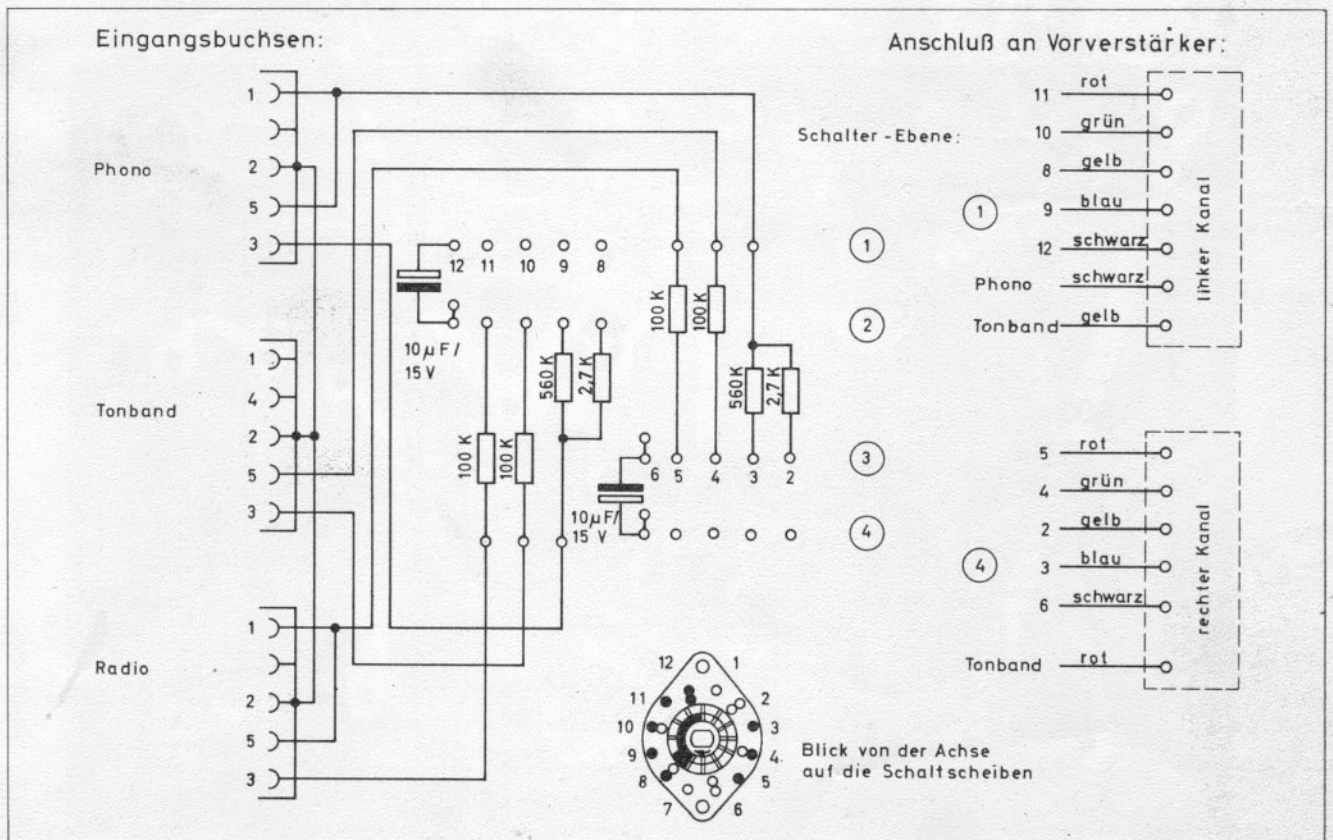 Eingangsbuchsen:
Anschluß an Vorverstärker:
Phono
1
2
5
3
Tonband
1
4
2
5
3
Radio
1
2
5
3
12 11 10 9 8
10µF/
15 V
100 K
100 K
560 K
2,7 K
100 K
100 K
560 K
2,7 K
6 5 4 3 2
10µF/
15 V
Schalter-Ebene:
1
2
3
4
1
11 rot
10 grün
8 gelb
9 blau
12 schwarz
Phono schwarz
Tonband gelb
linker Kanal
4
5 rot
4 grün
2 gelb
3 blau
6 schwarz
Tonband rot
rechter Kanal
12 1
11 2
10 3
9 4
8 5
7 6
Blick von der Achse
auf die Schaltscheiben